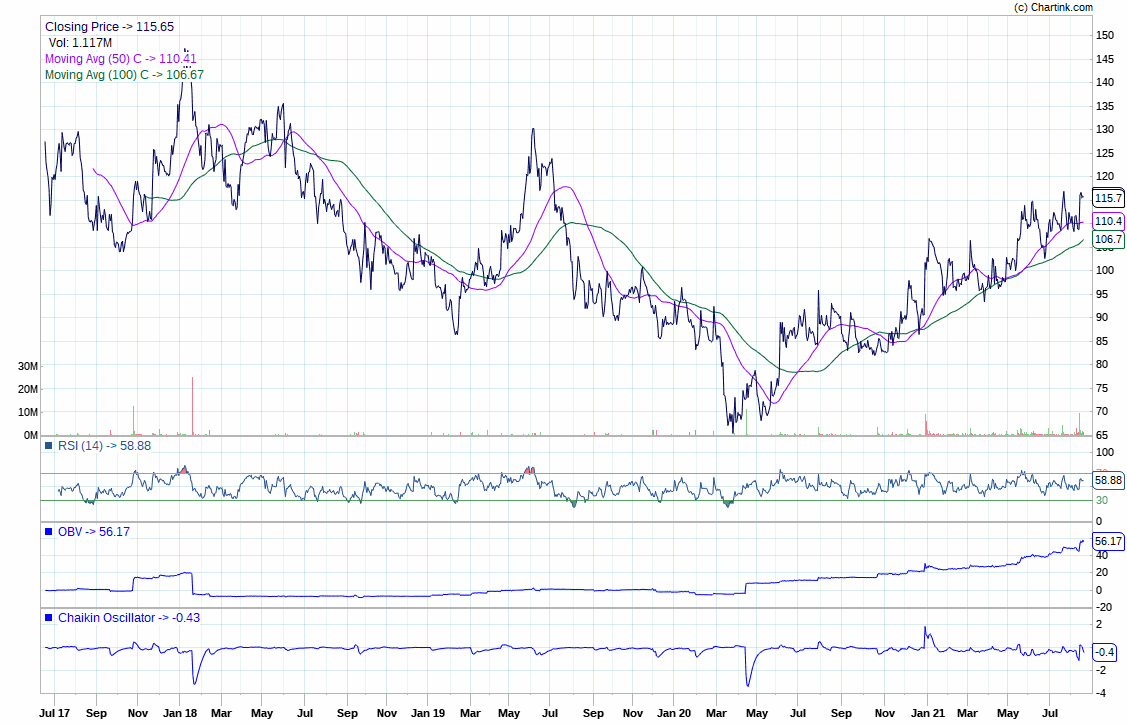 (c) Chartink.com
Closing Price -> 115.65
Vol: 1.117M
Moving Avg (50) C -> 110.41
Moving Avg (100) C -> 106.67
150
145
140
135
130
125
120
115.7
110.4
106.7
100
95
90
85
80
75
70
65
30M
20M
10M
0M
RSI (14) -> 58.88
100
58.88
30
0
OBV -> 56.17
56.17
40
20
0
-20
Chaikin Oscillator -> -0.43
2
-0.4
-2
-4
Jul 17 Sep Nov Jan 18 Mar May Jul Sep Nov Jan 19 Mar May Jul Sep Nov Jan 20 Mar May Jul Sep Nov Jan 21 Mar May Jul